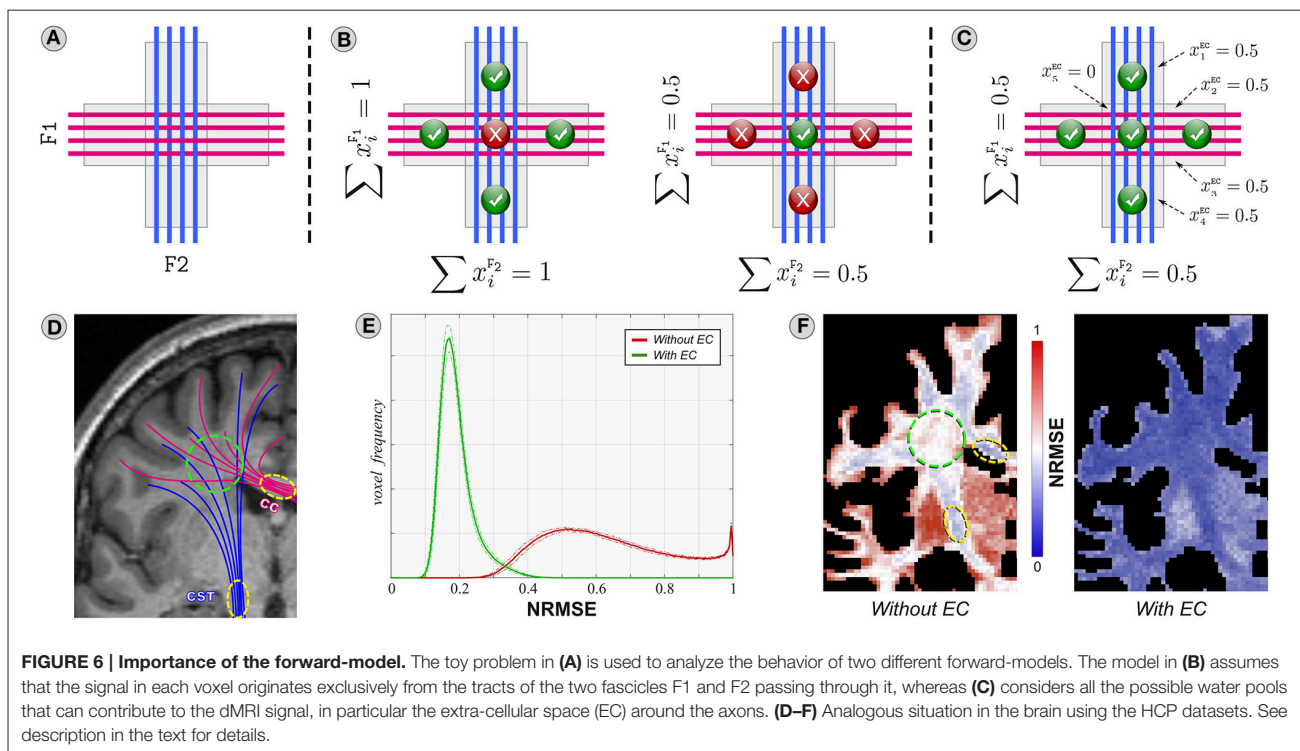 A
B
C
F1
F2
∑ x_i^F1 = 1
∑ x_i^F2 = 1
∑ x_i^F1 = 0.5
∑ x_i^F2 = 0.5
∑ x_i^F1 = 0.5
x_5^EC = 0
x_1^EC = 0.5
x_2^EC = 0.5
x_3^EC = 0.5
x_4^EC = 0.5
∑ x_i^F2 = 0.5
D
CC
CST
E
voxel frequency
Without EC
With EC
0 0.2 0.4 0.6 0.8 1
NRMSE
F
1
NRMSE
0
Without EC
With EC
FIGURE 6 | Importance of the forward-model. The toy problem in (A) is used to analyze the behavior of two different forward-models. The model in (B) assumes
that the signal in each voxel originates exclusively from the tracts of the two fascicles F1 and F2 passing through it, whereas (C) considers all the possible water pools
that can contribute to the dMRI signal, in particular the extra-cellular space (EC) around the axons. (D–F) Analogous situation in the brain using the HCP datasets. See
description in the text for details.